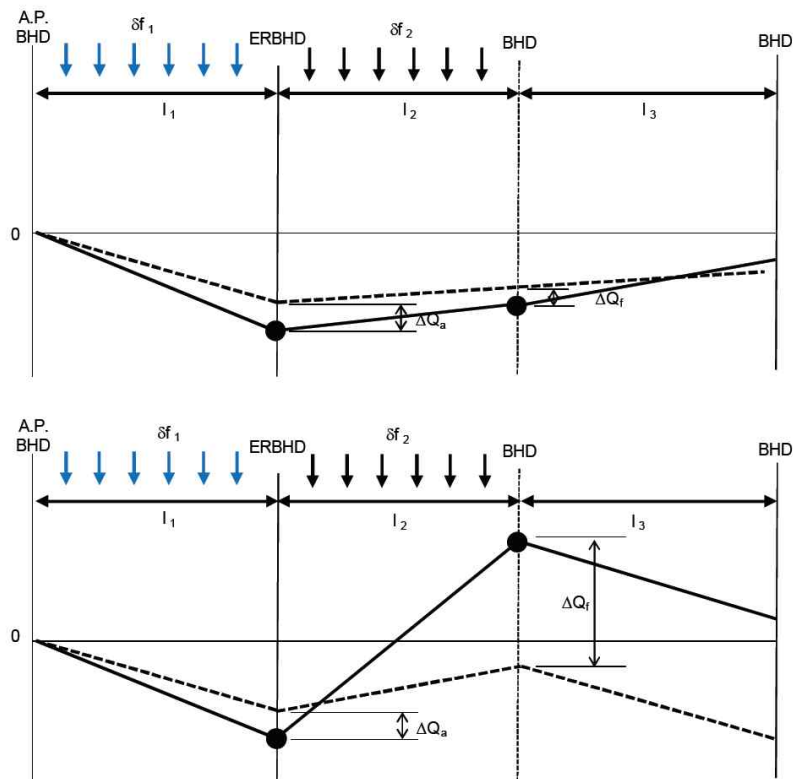 A.P.
BHD
δf 1
ERBHD
δf 2
BHD
BHD
l 1
l 2
l 3
0
ΔQa
ΔQf
A.P.
BHD
δf 1
ERBHD
δf 2
BHD
BHD
l 1
l 2
l 3
ΔQf
0
ΔQa